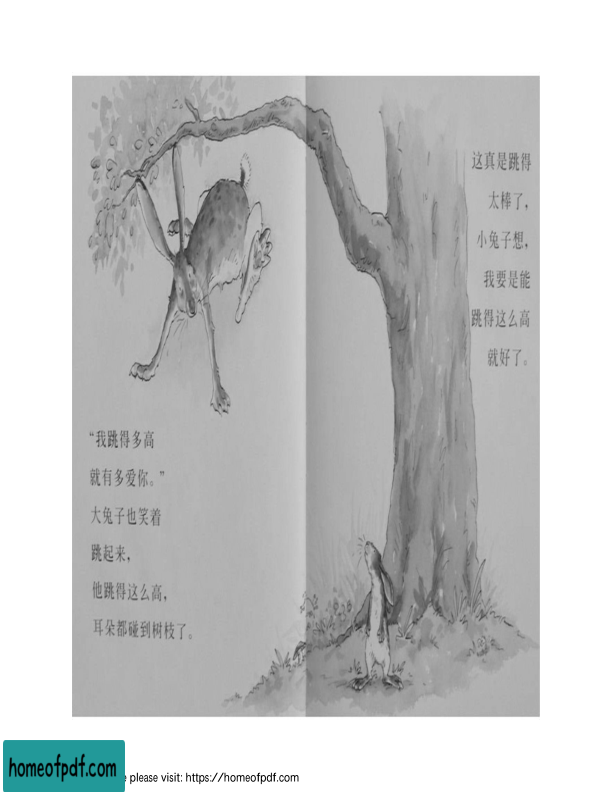 “我跳得多高
就有多爱你。”
大兔子也笑着
跳起来，
他跳得这么高，
耳朵都碰到树枝了。
这真是跳得
太棒了，
小兔子想，
我要是能
跳得这么高
就好了。
homeofpdf.com
e please visit: https://homeofpdf.com